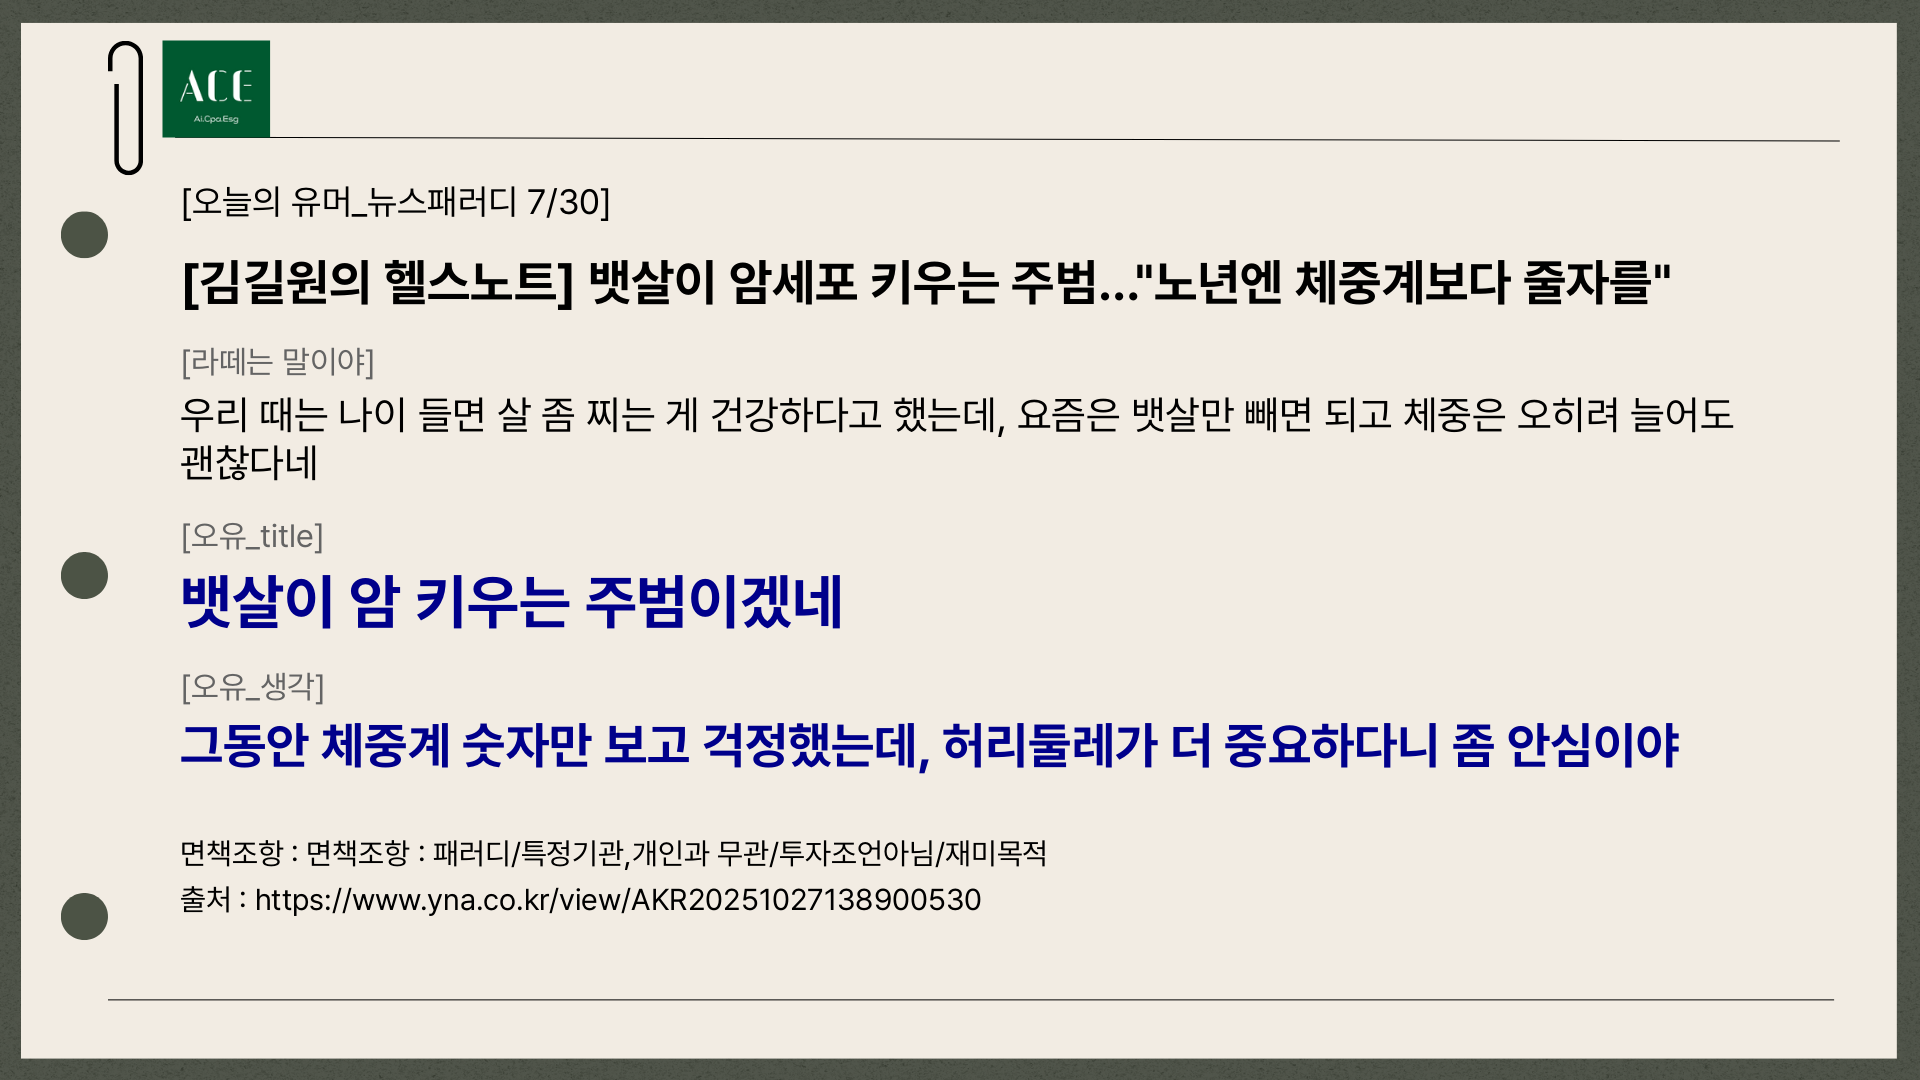 ACE
Ai.Cpa.Esg
[오늘의 유머_뉴스패러디 7/30]
[김길원의 헬스노트] 뱃살이 암세포 키우는 주범…"노년엔 체중계보다 줄자를"
[라떼는 말이야]
우리 때는 나이 들면 살 좀 찌는 게 건강하다고 했는데, 요즘은 뱃살만 빼면 되고 체중은 오히려 늘어도
괜찮다네
[오유_title]
뱃살이 암 키우는 주범이겠네
[오유_생각]
그동안 체중계 숫자만 보고 걱정했는데, 허리둘레가 더 중요하다니 좀 안심이야
면책조항 : 면책조항 : 패러디/특정기관,개인과 무관/투자조언아님/재미목적
출처 : https://www.yna.co.kr/view/AKR20251027138900530